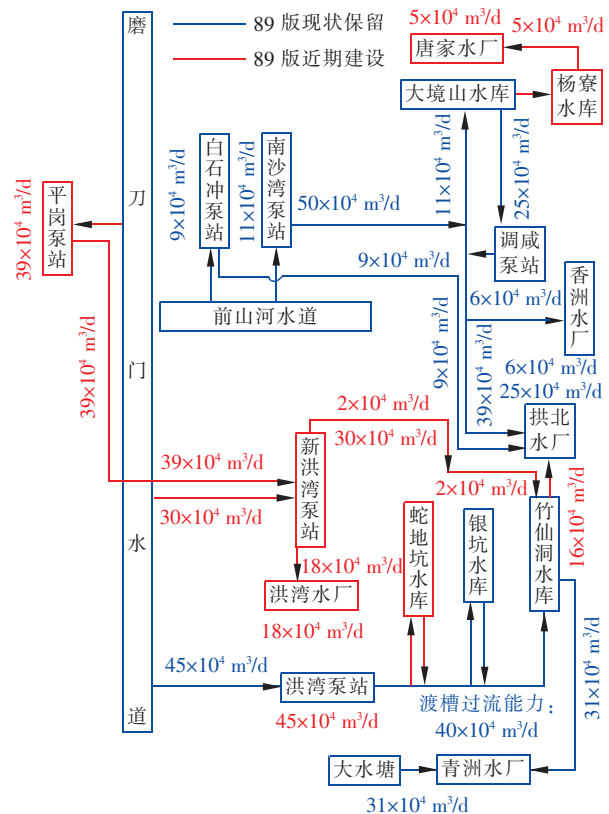 89 版现状保留
89 版近期建设
5×10⁴ m³/d
唐家水厂
5×10⁴ m³/d
杨寮
水库
大境山水库
磨刀门水道
平岗泵站
39×10⁴ m³/d
39×10⁴ m³/d
白石冲泵站
9×10⁴ m³/d
南沙湾泵站
11×10⁴ m³/d
50×10⁴ m³/d
11×10⁴ m³/d
25×10⁴ m³/d
调咸
泵站
9×10⁴ m³/d
前山河水道
6×10⁴ m³/d
香洲水厂
6×10⁴ m³/d
9×10⁴ m³/d
39×10⁴ m³/d
25×10⁴ m³/d
拱北
水厂
2×10⁴ m³/d
30×10⁴ m³/d
新洪湾泵站
39×10⁴ m³/d
30×10⁴ m³/d
2×10⁴ m³/d
16×10⁴ m³/d
蛇地坑水库
银坑水库
竹仙洞水库
18×10⁴ m³/d
洪湾水厂
18×10⁴ m³/d
31×10⁴ m³/d
45×10⁴ m³/d
洪湾泵站
45×10⁴ m³/d
渡槽过流能力：
40×10⁴ m³/d
大水塘
青洲水厂
31×10⁴ m³/d